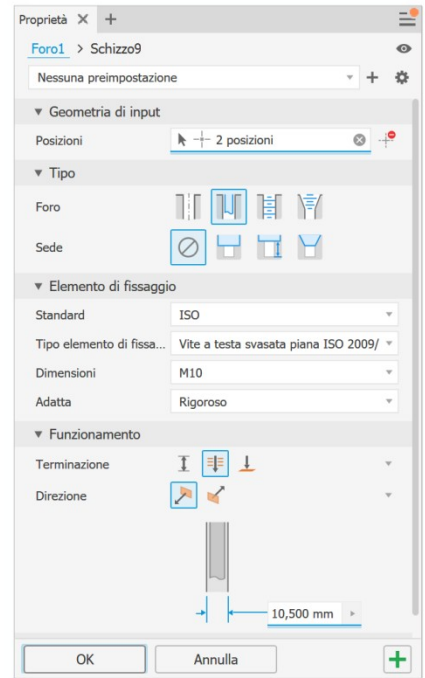 Proprietà
Foro1 > Schizzo9
Nessuna preimpostazione
Geometria di input
Posizioni 2 posizioni
Tipo
Foro
Sede
Elemento di fissaggio
Standard ISO
Tipo elemento di fissa... Vite a testa svasata piana ISO 2009/
Dimensioni M10
Adatta Rigoroso
Funzionamento
Terminazione
Direzione
10,500 mm
OK Annulla